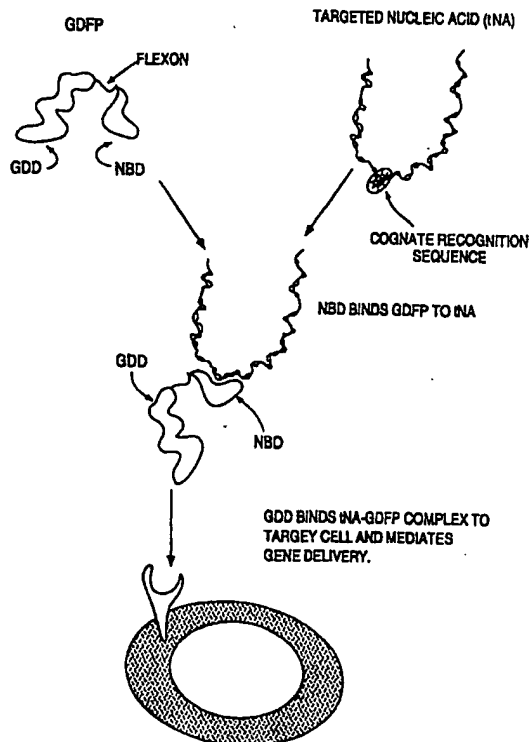 GDFP
FLEXON
GDD
NBD
TARGETED NUCLEIC ACID (tNA)
COGNATE RECOGNITION
SEQUENCE
NBD BINDS GDFP TO tNA
GDD
NBD
GDD BINDS tNA-GDFP COMPLEX TO
TARGEY CELL AND MEDIATES
GENE DELIVERY.